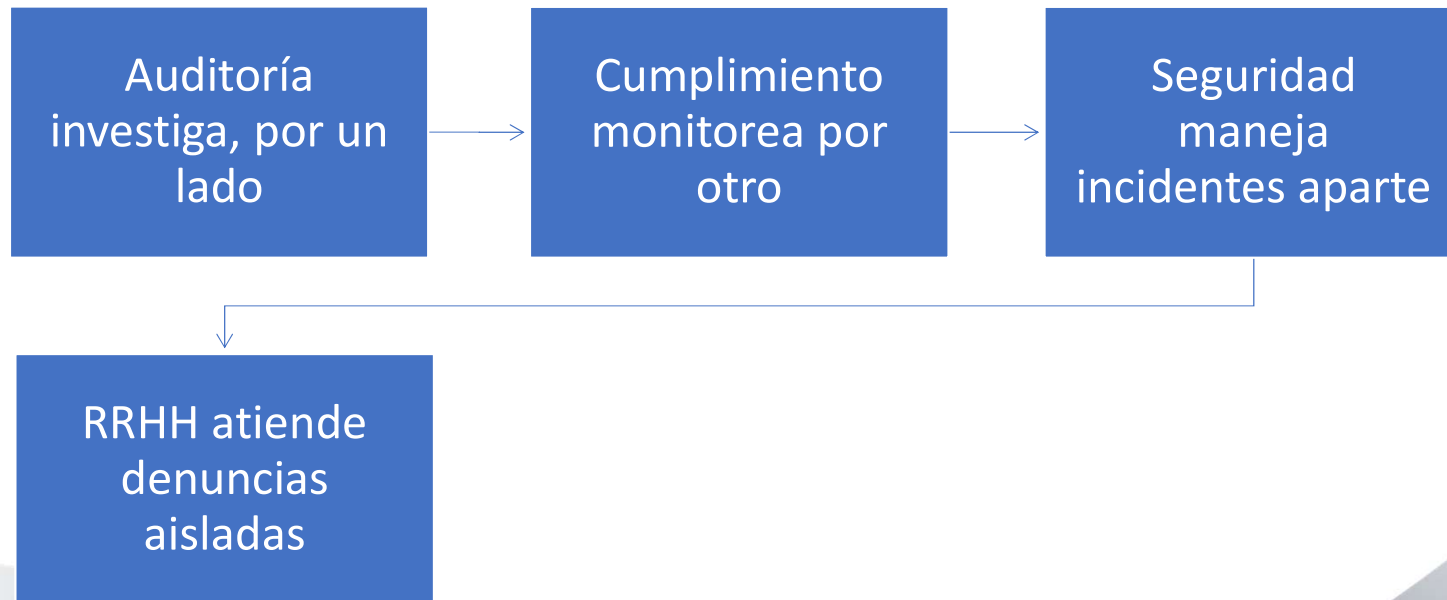 Auditoría
investiga, por un
lado
Cumplimiento
monitorea por
otro
Seguridad
maneja
incidentes aparte
RRHH atiende
denuncias
aisladas